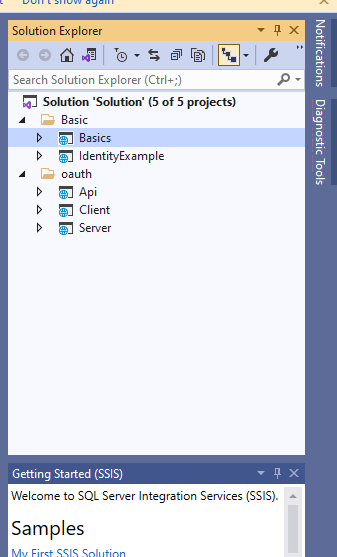 Don't show again
Solution Explorer
Search Solution Explorer (Ctrl+;)
Solution 'Solution' (5 of 5 projects)
Basic
Basics
IdentityExample
oauth
Api
Client
Server
Getting Started (SSIS)
Welcome to SQL Server Integration Services (SSIS).
Samples
My First SSIS Solution
Notifications
Diagnostic Tools